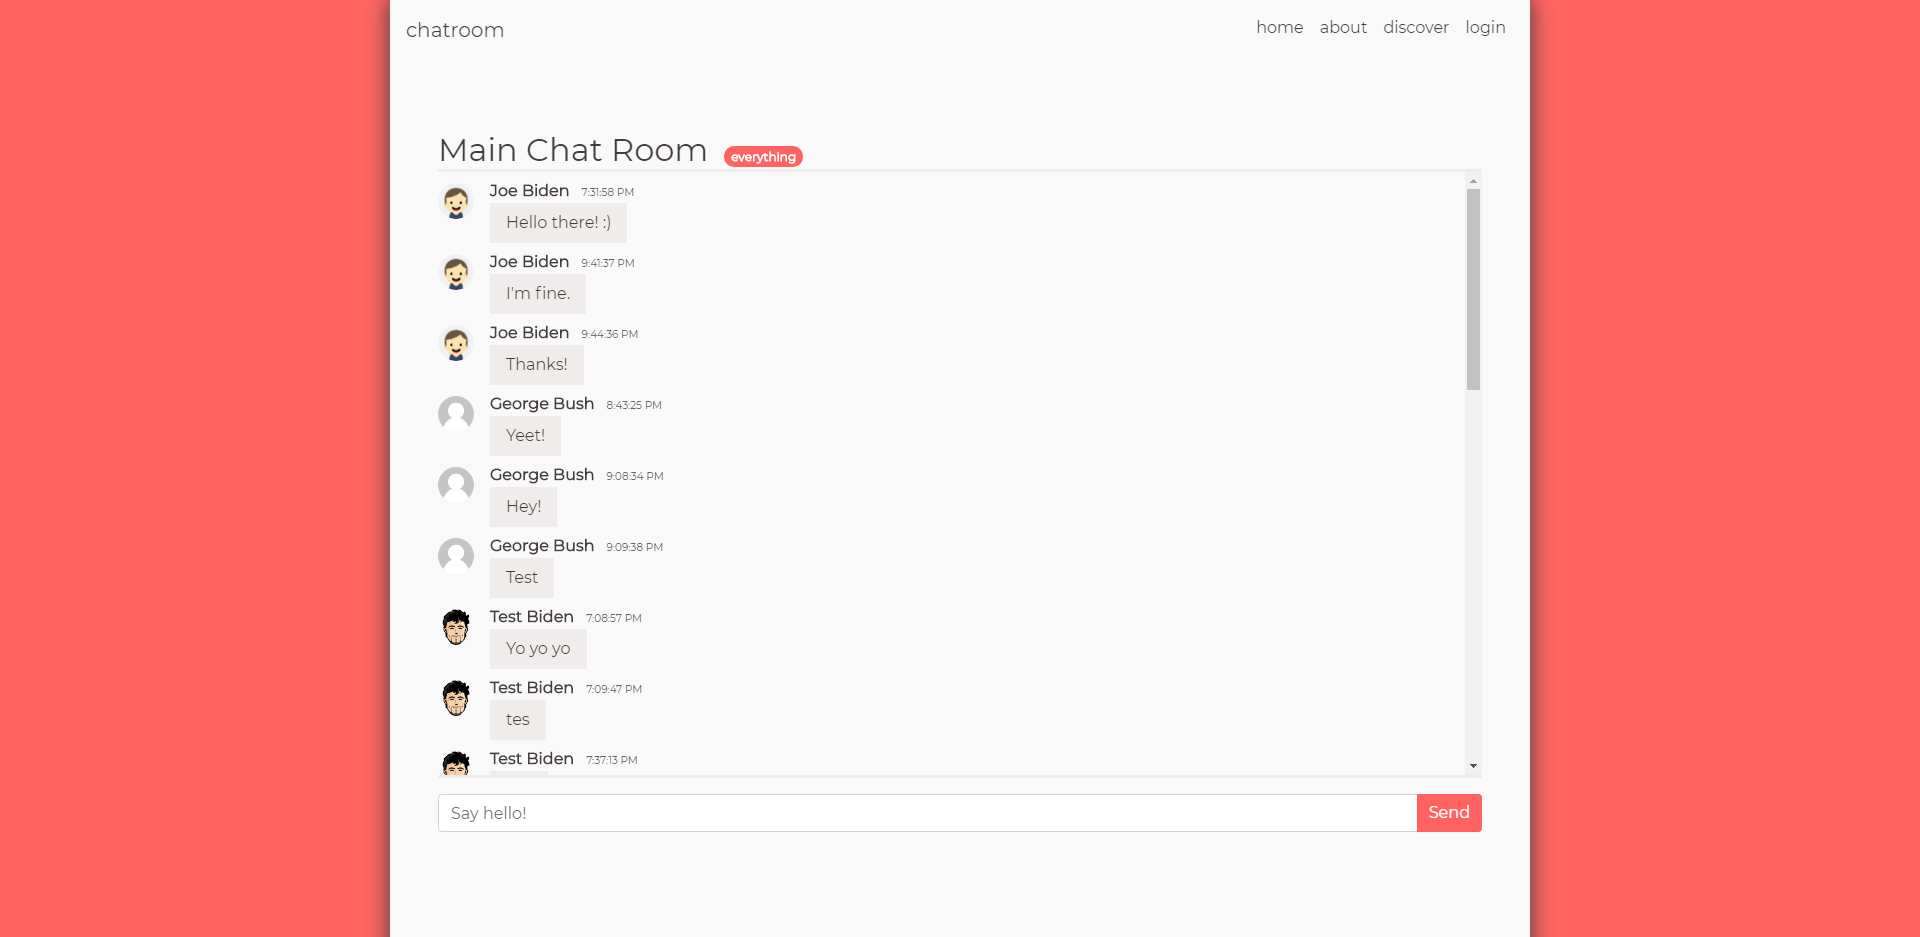 chatroom
home about discover login
Main Chat Room everything
Joe Biden 7:31:58 PM
Hello there! :)
Joe Biden 9:41:37 PM
I'm fine.
Joe Biden 9:44:36 PM
Thanks!
George Bush 8:43:25 PM
Yeet!
George Bush 9:08:34 PM
Hey!
George Bush 9:09:38 PM
Test
Test Biden 7:08:57 PM
Yo yo yo
Test Biden 7:09:47 PM
tes
Test Biden 7:37:13 PM
Say hello! Send